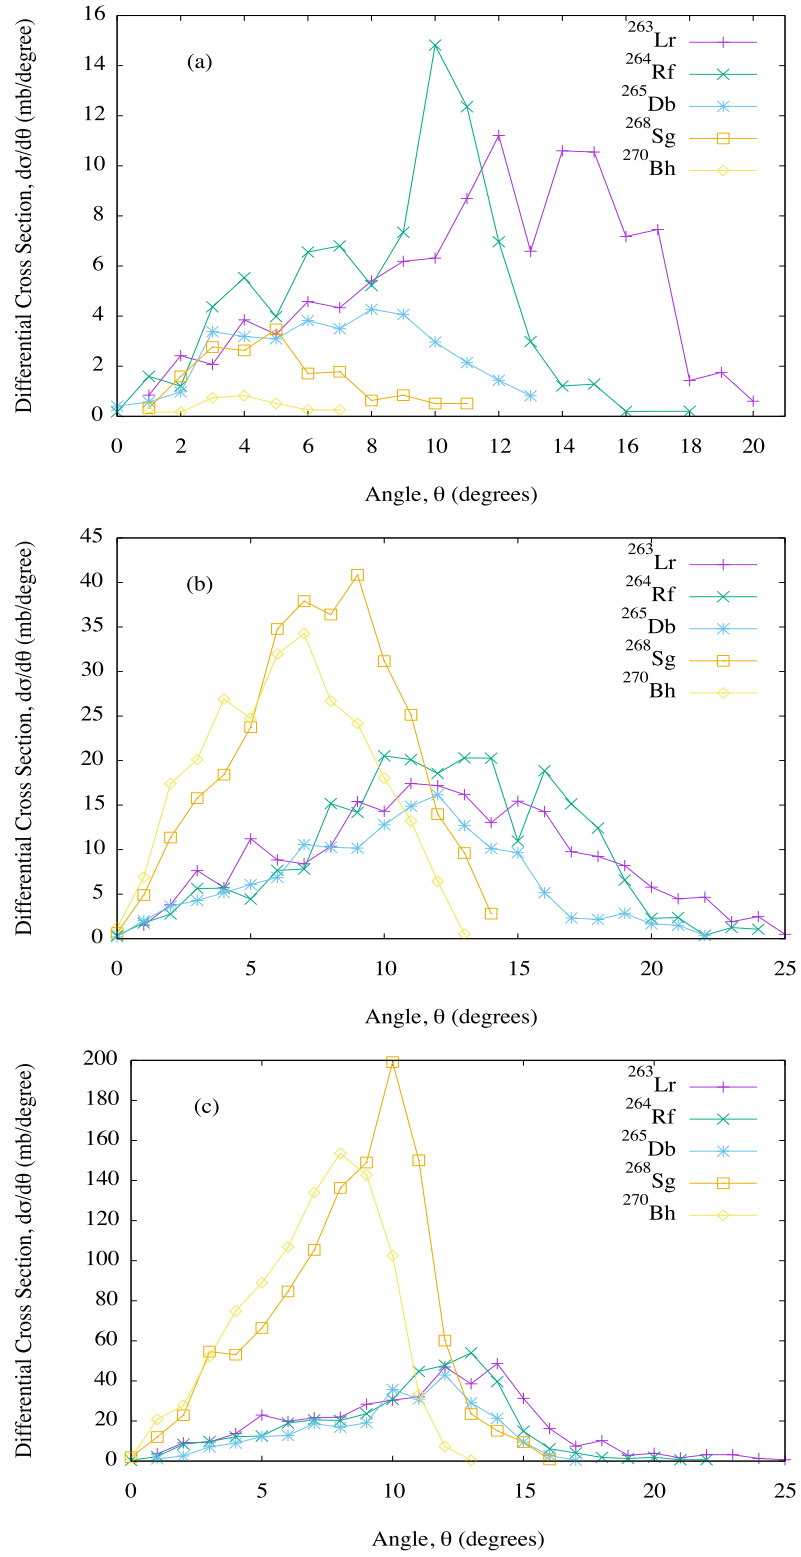 16
14
12
10
8
6
4
2
0
0 2 4 6 8 10 12 14 16 18 20
Differential Cross Section, dσ/dθ (mb/degree)
Angle, θ (degrees)
(a)
²⁶³Lr
²⁶⁴Rf
²⁶⁵Db
²⁶⁸Sg
²⁷⁰Bh
45
40
35
30
25
20
15
10
5
0
0 5 10 15 20 25
Differential Cross Section, dσ/dθ (mb/degree)
Angle, θ (degrees)
(b)
²⁶³Lr
²⁶⁴Rf
²⁶⁵Db
²⁶⁸Sg
²⁷⁰Bh
200
180
160
140
120
100
80
60
40
20
0
0 5 10 15 20 25
Differential Cross Section, dσ/dθ (mb/degree)
Angle, θ (degrees)
(c)
²⁶³Lr
²⁶⁴Rf
²⁶⁵Db
²⁶⁸Sg
²⁷⁰Bh